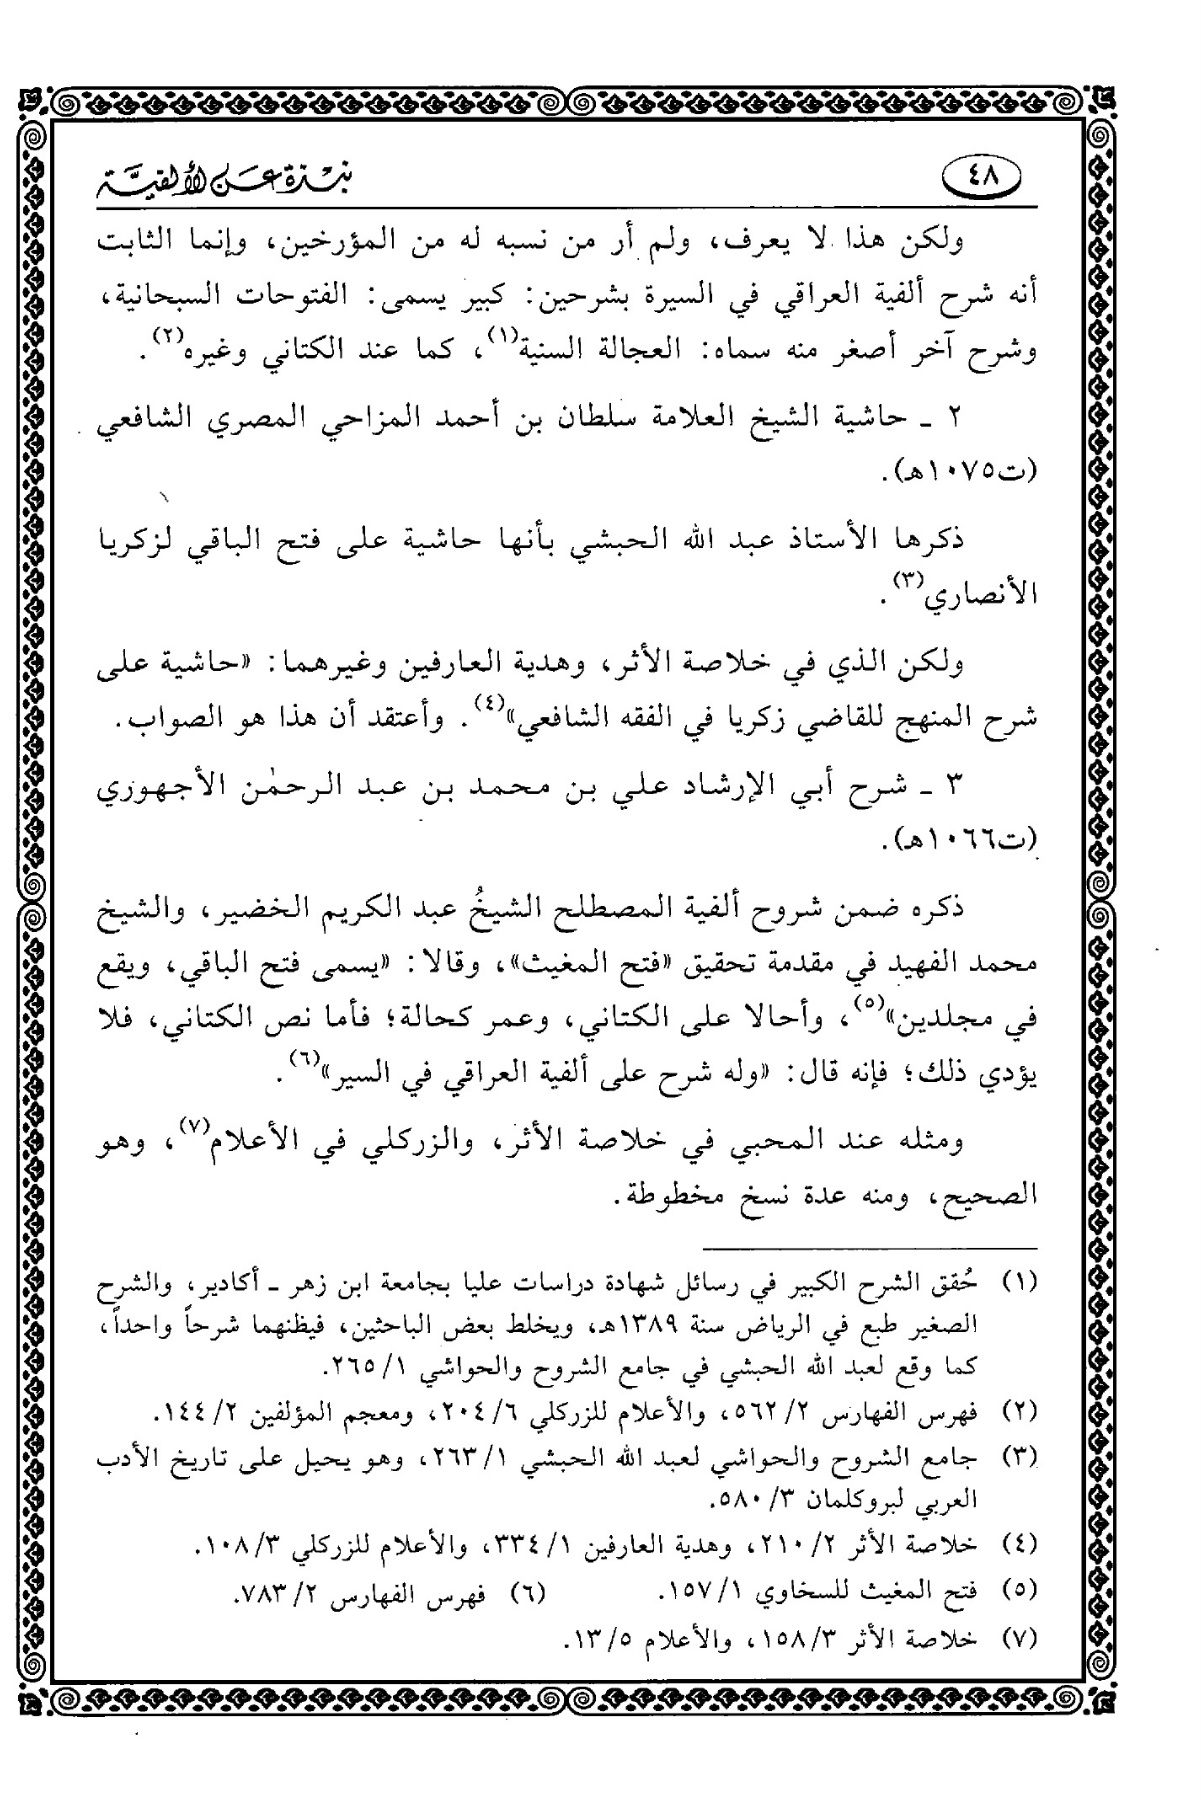 ٤٨
نبذة عن الألفية
ولكن هذا لا يعرف، ولم أر من نسبه له من المؤرخين، وإنما الثابت
أنه شرح ألفية العراقي في السيرة بشرحين: كبير يسمى: الفتوحات السبحانية،
وشرح آخر أصغر منه سماه: العجالة السنية(١)، كما عند الكتاني وغيره(٢).
٢ ـ حاشية الشيخ العلامة سلطان بن أحمد المزاحي المصري الشافعي
(ت١٠٧٥هـ).
ذكرها الأستاذ عبد الله الحبشي بأنها حاشية على فتح الباقي لزكريا
الأنصاري(٣).
ولكن الذي في خلاصة الأثر، وهدية العارفين وغيرهما: «حاشية على
شرح المنهج للقاضي زكريا في الفقه الشافعي»(٤). وأعتقد أن هذا هو الصواب.
٣ ـ شرح أبي الإرشاد علي بن محمد بن عبد الرحمٰن الأجهوري
(ت١٠٦٦هـ).
ذكره ضمن شروح ألفية المصطلح الشيخُ عبد الكريم الخضير، والشيخ
محمد الفهيد في مقدمة تحقيق «فتح المغيث»، وقالا: «يسمى فتح الباقي، ويقع
في مجلدين»(٥)، وأحالا على الكتاني، وعمر كحالة؛ فأما نص الكتاني، فلا
يؤدي ذلك؛ فإنه قال: «وله شرح على ألفية العراقي في السير»(٦).
ومثله عند المحبي في خلاصة الأثر، والزركلي في الأعلام(٧)، وهو
الصحيح، ومنه عدة نسخ مخطوطة.
(١) حُقق الشرح الكبير في رسائل شهادة دراسات عليا بجامعة ابن زهر ـ أكادير، والشرح
الصغير طبع في الرياض سنة ١٣٨٩هـ، ويخلط بعض الباحثين، فيظنهما شرحاً واحداً،
كما وقع لعبد الله الحبشي في جامع الشروح والحواشي ١/ ٢٦٥.
(٢) فهرس الفهارس ٢/ ٥٦٢، والأعلام للزركلي ٦/ ٢٠٤، ومعجم المؤلفين ٢/ ١٤٤.
(٣) جامع الشروح والحواشي لعبد الله الحبشي ١/ ٢٦٣، وهو يحيل على تاريخ الأدب
العربي لبروكلمان ٣/ ٥٨٠.
(٤) خلاصة الأثر ٢/ ٢١٠، وهدية العارفين ١/ ٣٣٤، والأعلام للزركلي ٣/ ١٠٨.
(٥) فتح المغيث للسخاوي ١/ ١٥٧. (٦) فهرس الفهارس ٢/ ٧٨٣.
(٧) خلاصة الأثر ٣/ ١٥٨، والأعلام ٥/ ١٣.